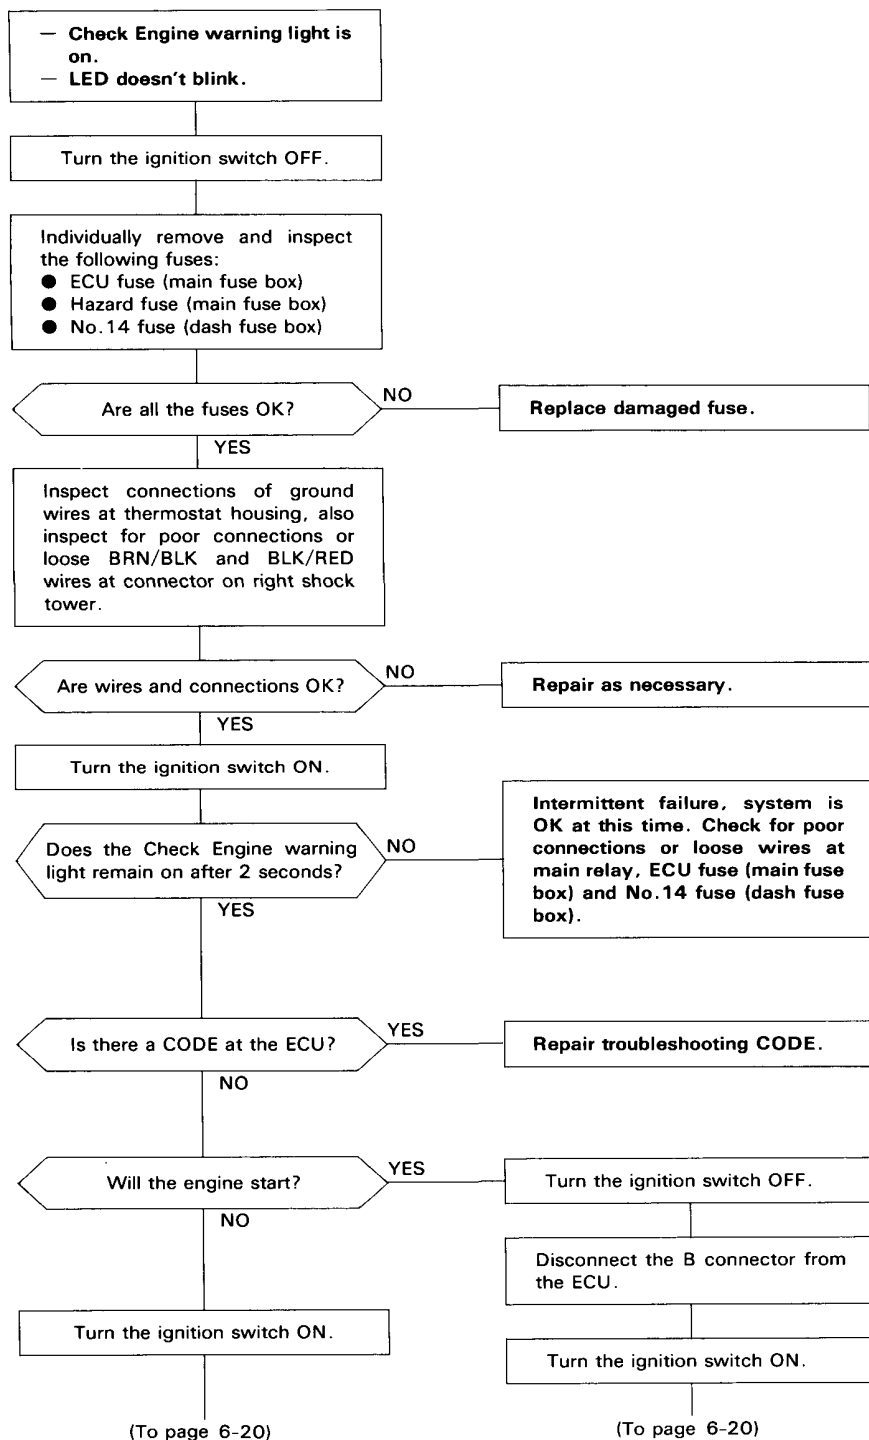 — Check Engine warning light is
on.
— LED doesn't blink.
Turn the ignition switch OFF.
Individually remove and inspect
the following fuses:
● ECU fuse (main fuse box)
● Hazard fuse (main fuse box)
● No.14 fuse (dash fuse box)
Are all the fuses OK?
NO
Replace damaged fuse.
YES
Inspect connections of ground
wires at thermostat housing, also
inspect for poor connections or
loose BRN/BLK and BLK/RED
wires at connector on right shock
tower.
Are wires and connections OK?
NO
Repair as necessary.
YES
Turn the ignition switch ON.
Does the Check Engine warning
light remain on after 2 seconds?
NO
Intermittent failure, system is
OK at this time. Check for poor
connections or loose wires at
main relay, ECU fuse (main fuse
box) and No.14 fuse (dash fuse
box).
YES
Is there a CODE at the ECU?
YES
Repair troubleshooting CODE.
NO
Will the engine start?
YES
Turn the ignition switch OFF.
Disconnect the B connector from
the ECU.
Turn the ignition switch ON.
(To page 6-20)
NO
Turn the ignition switch ON.
(To page 6-20)